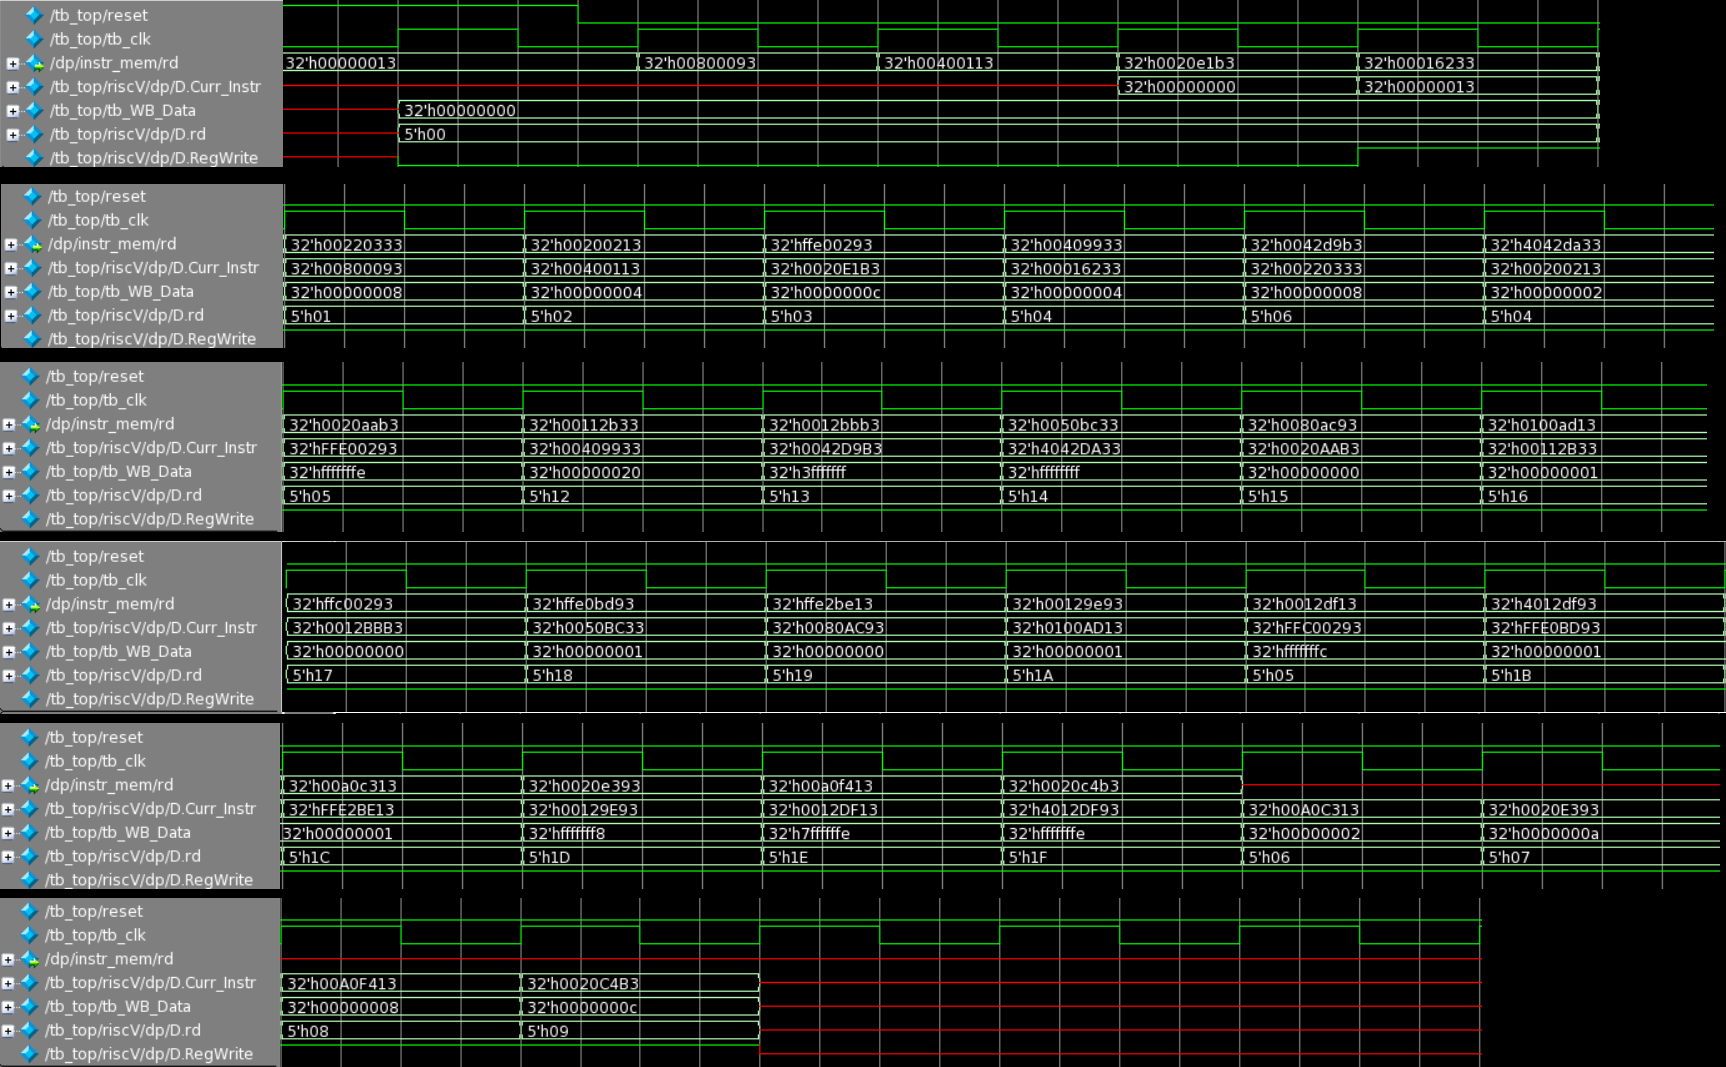 /tb_top/reset
/tb_top/tb_clk
/dp/instr_mem/rd 32'h00000013 32'h00800093 32'h00400113 32'h0020e1b3 32'h00016233
/tb_top/riscV/dp/D.Curr_Instr 32'h00000000 32'h00000013
/tb_top/tb_WB_Data 32'h00000000
/tb_top/riscV/dp/D.rd 5'h00
/tb_top/riscV/dp/D.RegWrite
/tb_top/reset
/tb_top/tb_clk
/dp/instr_mem/rd 32'h00220333 32'h00200213 32'hffe00293 32'h00409933 32'h0042d9b3 32'h4042da33
/tb_top/riscV/dp/D.Curr_Instr 32'h00800093 32'h00400113 32'h0020E1B3 32'h00016233 32'h00220333 32'h00200213
/tb_top/tb_WB_Data 32'h00000008 32'h00000004 32'h0000000c 32'h00000004 32'h00000008 32'h00000002
/tb_top/riscV/dp/D.rd 5'h01 5'h02 5'h03 5'h04 5'h06 5'h04
/tb_top/riscV/dp/D.RegWrite
/tb_top/reset
/tb_top/tb_clk
/dp/instr_mem/rd 32'h0020aab3 32'h00112b33 32'h0012bbb3 32'h0050bc33 32'h0080ac93 32'h0100ad13
/tb_top/riscV/dp/D.Curr_Instr 32'hFFE00293 32'h00409933 32'h0042D9B3 32'h4042DA33 32'h0020AAB3 32'h00112B33
/tb_top/tb_WB_Data 32'hfffffffe 32'h00000020 32'h3fffffff 32'hffffffff 32'h00000000 32'h00000001
/tb_top/riscV/dp/D.rd 5'h05 5'h12 5'h13 5'h14 5'h15 5'h16
/tb_top/riscV/dp/D.RegWrite
/tb_top/reset
/tb_top/tb_clk
/dp/instr_mem/rd 32'hffc00293 32'hffe0bd93 32'hffe2be13 32'h00129e93 32'h0012df13 32'h4012df93
/tb_top/riscV/dp/D.Curr_Instr 32'h0012BBB3 32'h0050BC33 32'h0080AC93 32'h0100AD13 32'hFFC00293 32'hFFE0BD93
/tb_top/tb_WB_Data 32'h00000000 32'h00000001 32'h00000000 32'h00000001 32'hfffffffc 32'h00000001
/tb_top/riscV/dp/D.rd 5'h17 5'h18 5'h19 5'h1A 5'h05 5'h1B
/tb_top/riscV/dp/D.RegWrite
/tb_top/reset
/tb_top/tb_clk
/dp/instr_mem/rd 32'h00a0c313 32'h0020e393 32'h00a0f413 32'h0020c4b3
/tb_top/riscV/dp/D.Curr_Instr 32'hFFE2BE13 32'h00129E93 32'h0012DF13 32'h4012DF93 32'h00A0C313 32'h0020E393
/tb_top/tb_WB_Data 32'h00000001 32'hfffffff8 32'h7ffffffe 32'hfffffffe 32'h00000002 32'h0000000a
/tb_top/riscV/dp/D.rd 5'h1C 5'h1D 5'h1E 5'h1F 5'h06 5'h07
/tb_top/riscV/dp/D.RegWrite
/tb_top/reset
/tb_top/tb_clk
/dp/instr_mem/rd
/tb_top/riscV/dp/D.Curr_Instr 32'h00A0F413 32'h0020C4B3
/tb_top/tb_WB_Data 32'h00000008 32'h0000000c
/tb_top/riscV/dp/D.rd 5'h08 5'h09
/tb_top/riscV/dp/D.RegWrite